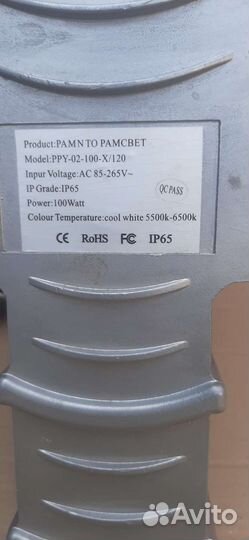 Product:PAMN TO PAMCBET
Model:PPY-02-100-X/120
Input Voltage:AC 85-265V~
IP Grade:IP65
QC PASS
Power:100Watt
Colour Temperature:cool white 5500k-6500k
CE RoHS FC IP65
Avito